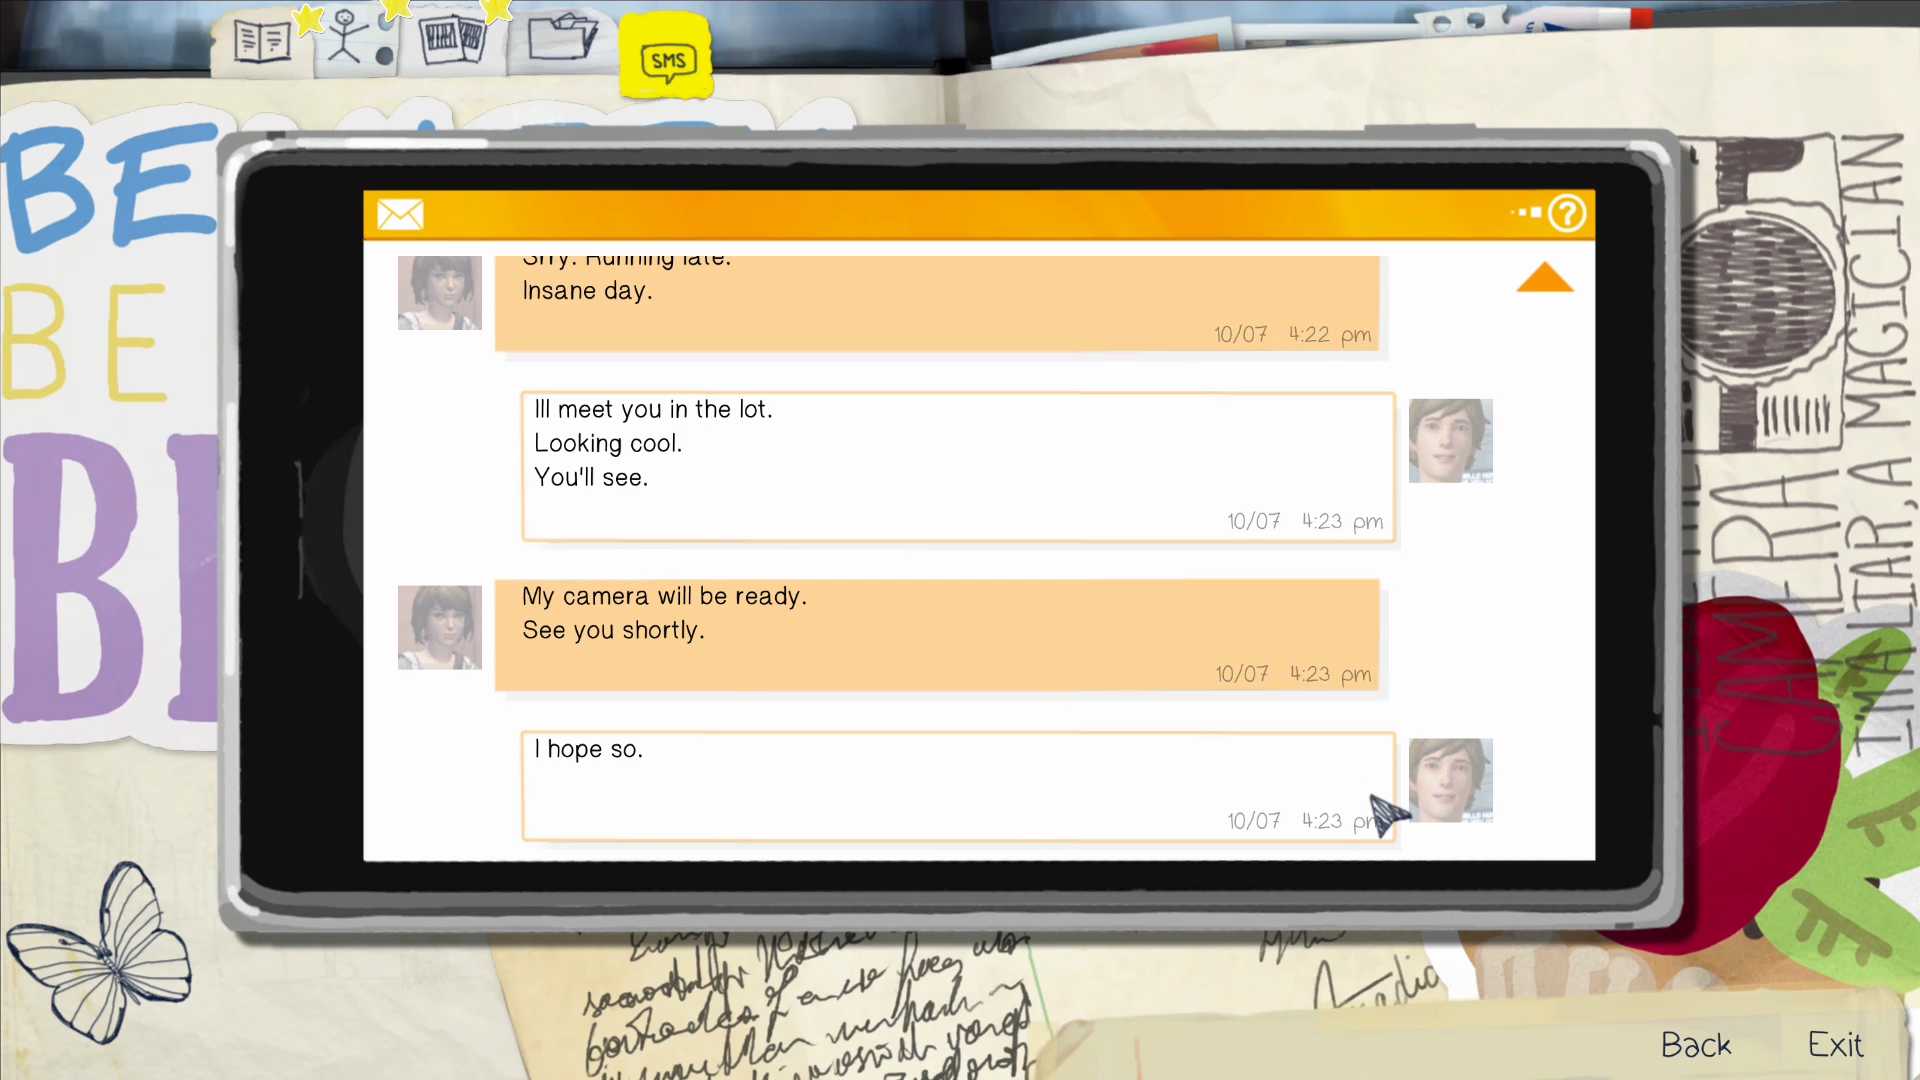 SMS
BE
BE
Srry. Running late.
Insane day.
10/07 4:22 pm
Ill meet you in the lot.
Looking cool.
You'll see.
10/07 4:23 pm
My camera will be ready.
See you shortly.
10/07 4:23 pm
I hope so.
10/07 4:23 pm
CAMERA
LIAR, A MAGICIAN
Back
Exit